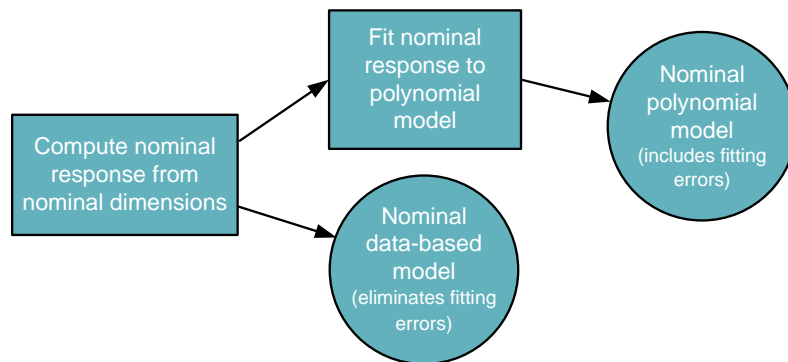 Compute nominal
response from
nominal dimensions
Fit nominal
response to
polynomial
model
Nominal
polynomial
model
(includes fitting
errors)
Nominal
data-based
model
(eliminates fitting
errors)